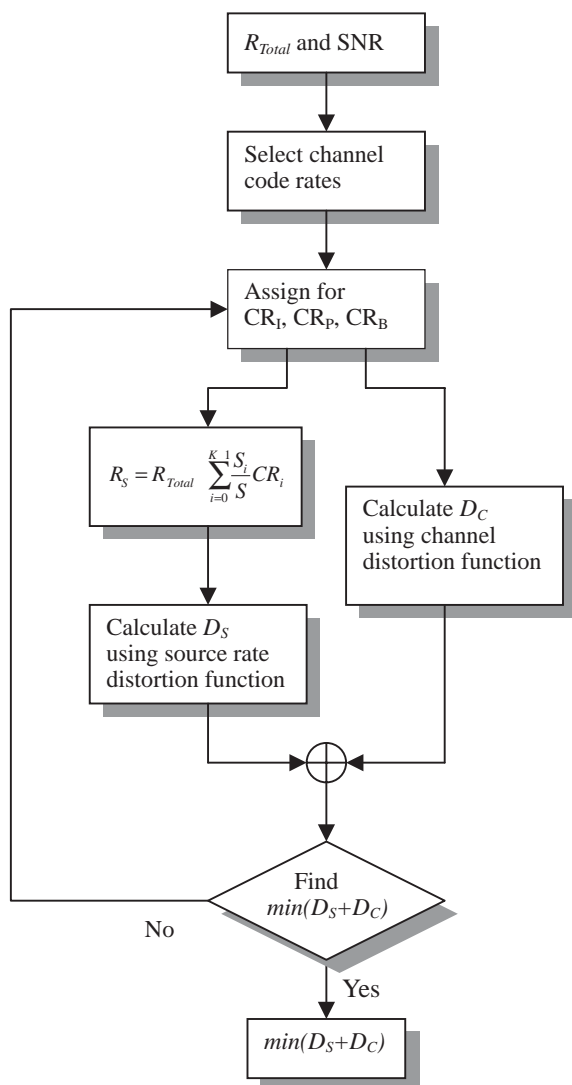 R_Total and SNR
Select channel
code rates
Assign for
CR_I, CR_P, CR_B
R_S = R_Total ∑_{i=0}^{K 1} S_i/S CR_i
Calculate D_C
using channel
distortion function
Calculate D_S
using source rate
distortion function
Find
min(D_S+D_C)
No
Yes
min(D_S+D_C)